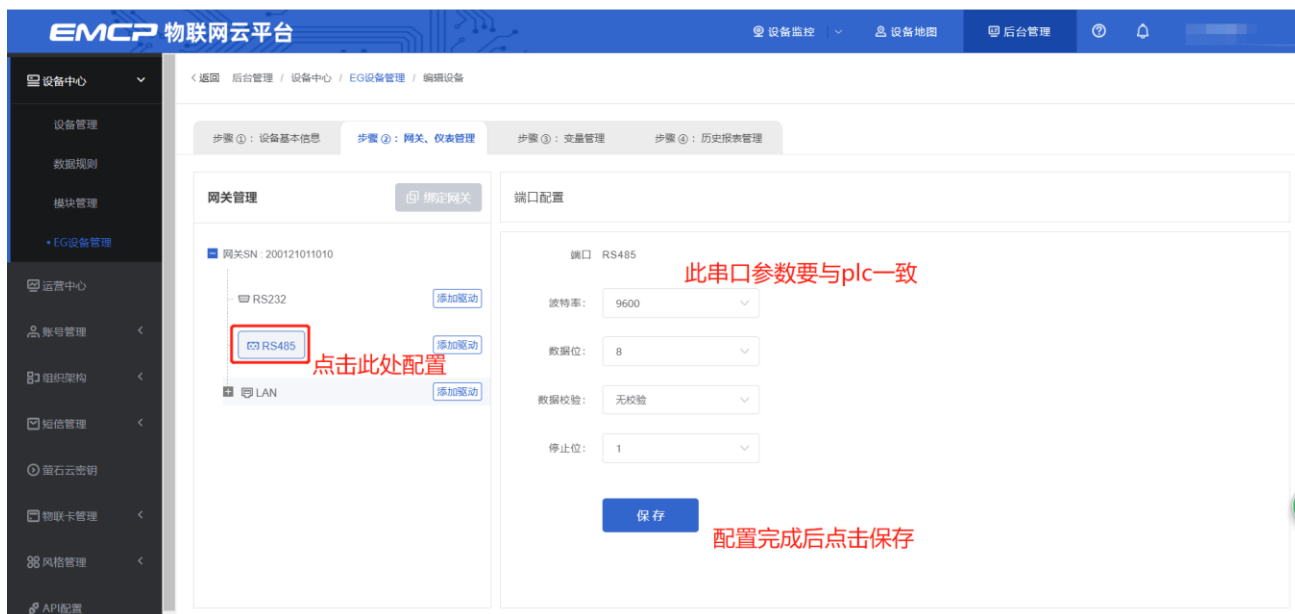 EMCP 物联网云平台
设备监控
设备地图
后台管理
设备中心
<返回 后台管理 / 设备中心 / EG设备管理 / 编辑设备
设备管理
数据规则
模块管理
•EG设备管理
运营中心
账号管理
组织架构
短信管理
萤石云密钥
物联卡管理
风格管理
API配置
步骤①：设备基本信息
步骤②：网关、仪表管理
步骤③：变量管理
步骤④：历史报表管理
网关管理
绑定网关
网关SN : 200121011010
RS232 添加驱动
RS485 添加驱动
点击此处配置
LAN 添加驱动
端口配置
端口 RS485
此串口参数要与plc一致
波特率： 9600
数据位： 8
数据校验： 无校验
停止位： 1
保存
配置完成后点击保存